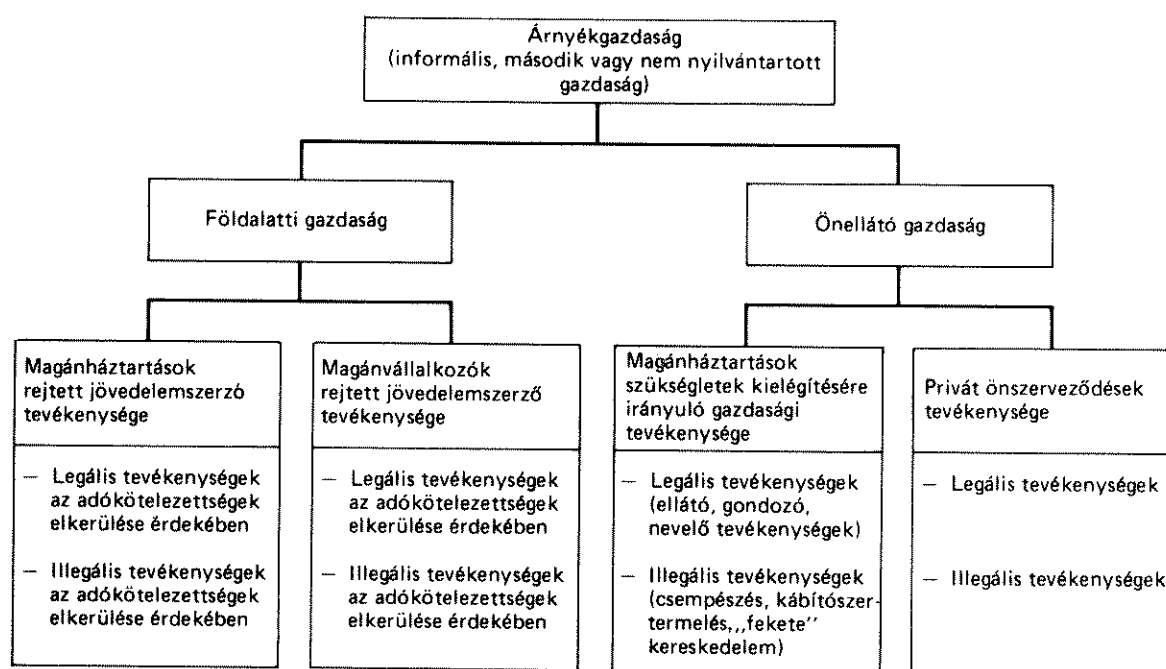 Árnyékgazdaság
(informális, második vagy nem nyilvántartott
gazdaság)
Földalatti gazdaság
Önellátó gazdaság
Magánháztartások
rejtett jövedelemszerzó
tevékenysége
— Legális tevékenységek
az adókötelezettségek
elkerülése érdekében
— Illegális tevékenységek
az adókötelezettségek
elkerülése érdekében
Magánvállalkozók
rejtett jövedelemszerző
tevékenysége
— Legális tevékenységek
az adókötelezettségek
elkerülése érdekében
— Illegális tevékenységek
az adókötelezettségek
elkerülése érdekében
Magánháztartások
szükségletek kielégítésére
irányuló gazdasági
tevékenysége
— Legális tevékenységek
(ellátó, gondozó,
nevelő tevékenységek)
— Illegális tevékenységek
(csempészés, kábítószer-
termelés,,,fekete''
kereskedelem)
Privát önszerveződések
tevékenysége
— Legális tevékenységek
— Illegális tevékenységek